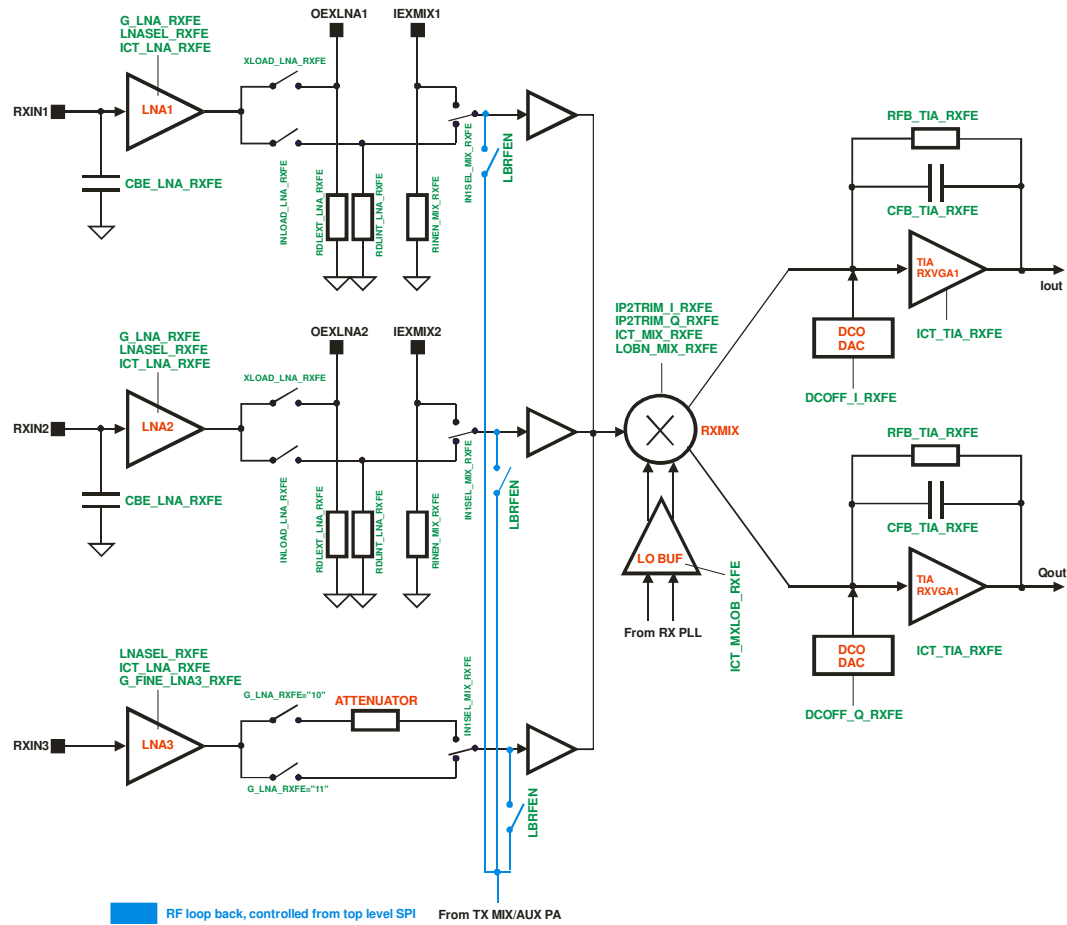 G_LNA_RXFE
LNASEL_RXFE
ICT_LNA_RXFE
OEXLNA1
IEXMIX1
XLOAD_LNA_RXFE
RXIN1
LNA1
CBE_LNA_RXFE
INLOAD_LNA_RXFE
RDLEXT_LNA_RXFE
RDLINT_LNA_RXFE
RINEN_MIX_RXFE
IN1SEL_MIX_RXFE
LBRFEN
G_LNA_RXFE
LNASEL_RXFE
ICT_LNA_RXFE
OEXLNA2
IEXMIX2
XLOAD_LNA_RXFE
RXIN2
LNA2
CBE_LNA_RXFE
INLOAD_LNA_RXFE
RDLEXT_LNA_RXFE
RDLINT_LNA_RXFE
RINEN_MIX_RXFE
IN1SEL_MIX_RXFE
LBRFEN
LNASEL_RXFE
ICT_LNA_RXFE
G_FINE_LNA3_RXFE
RXIN3
LNA3
G_LNA_RXFE="10"
ATTENUATOR
G_LNA_RXFE="11"
IN1SEL_MIX_RXFE
LBRFEN
IP2TRIM_I_RXFE
IP2TRIM_Q_RXFE
ICT_MIX_RXFE
LOBN_MIX_RXFE
RXMIX
LO BUF
ICT_MXLOB_RXFE
From RX PLL
RFB_TIA_RXFE
CFB_TIA_RXFE
TIA
RXVGA1
Iout
DCO
DAC
ICT_TIA_RXFE
DCOFF_I_RXFE
RFB_TIA_RXFE
CFB_TIA_RXFE
TIA
RXVGA1
Qout
DCO
DAC
ICT_TIA_RXFE
DCOFF_Q_RXFE
RF loop back, controlled from top level SPI
From TX MIX/AUX PA